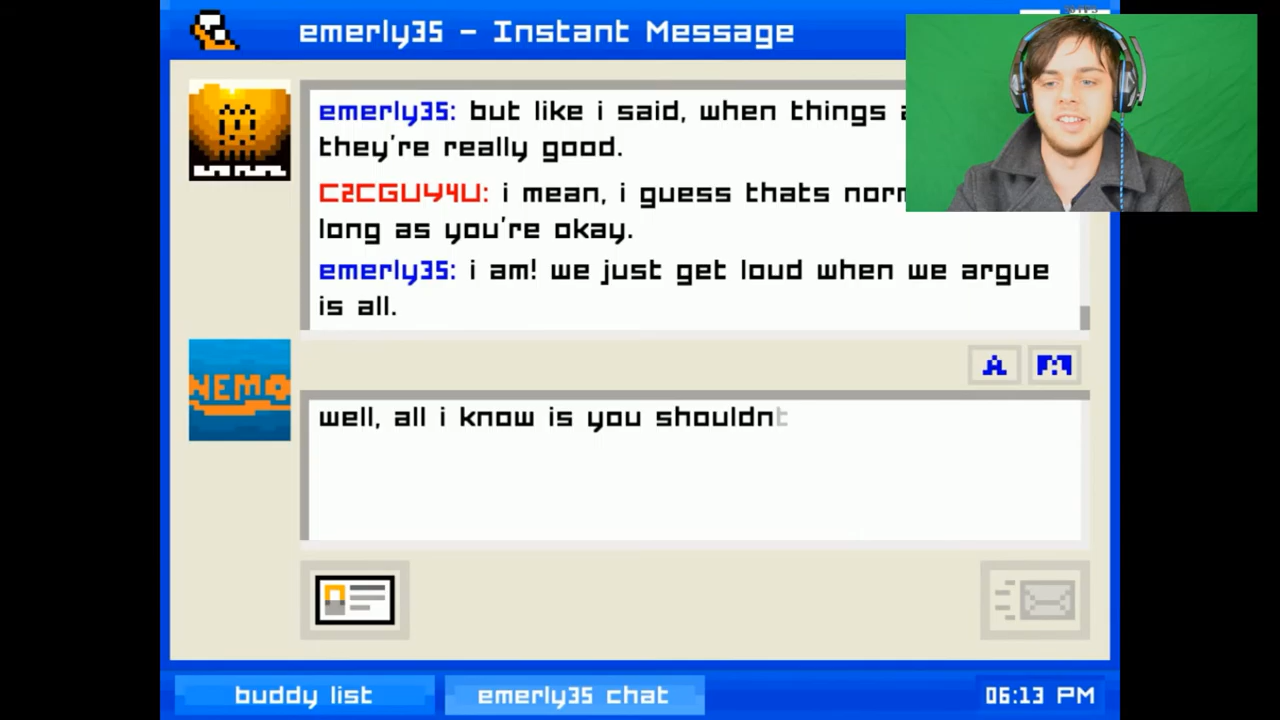 emerly35 - Instant Message
emerly35: but like i said, when things
they're really good.
C2CGUY4U: i mean, i guess thats
long as you're okay.
emerly35: i am! we just get loud when we argue
is all.
A
NEMO
well, all i know is you shouldnt
buddy list
emerly35 chat
06:13 PM